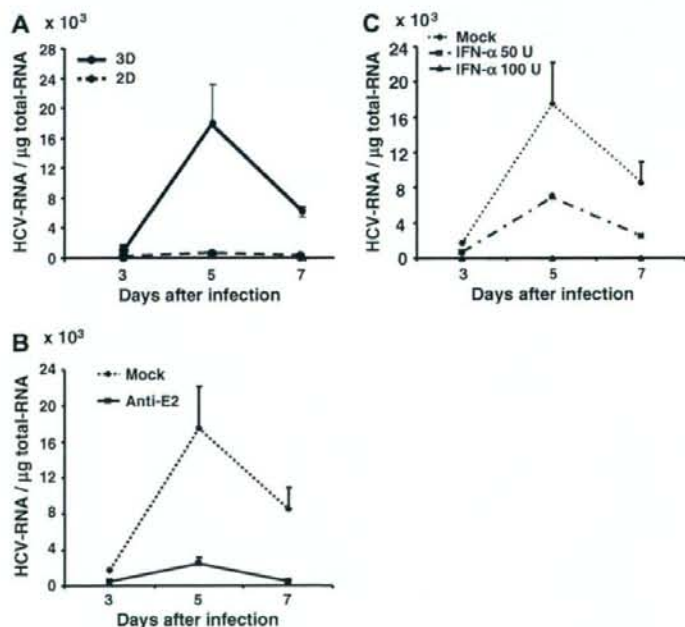 A
x 10³
3D
2D
28
24
20
16
12
8
4
0
HCV-RNA / µg total-RNA
3 5 7
Days after infection
C
x 10³
Mock
IFN-α 50 U
IFN-α 100 U
24
20
16
12
8
4
0
HCV-RNA / µg total-RNA
3 5 7
Days after infection
B
x 10³
Mock
Anti-E2
24
20
16
12
8
4
0
HCV-RNA / µg total-RNA
3 5 7
Days after infection